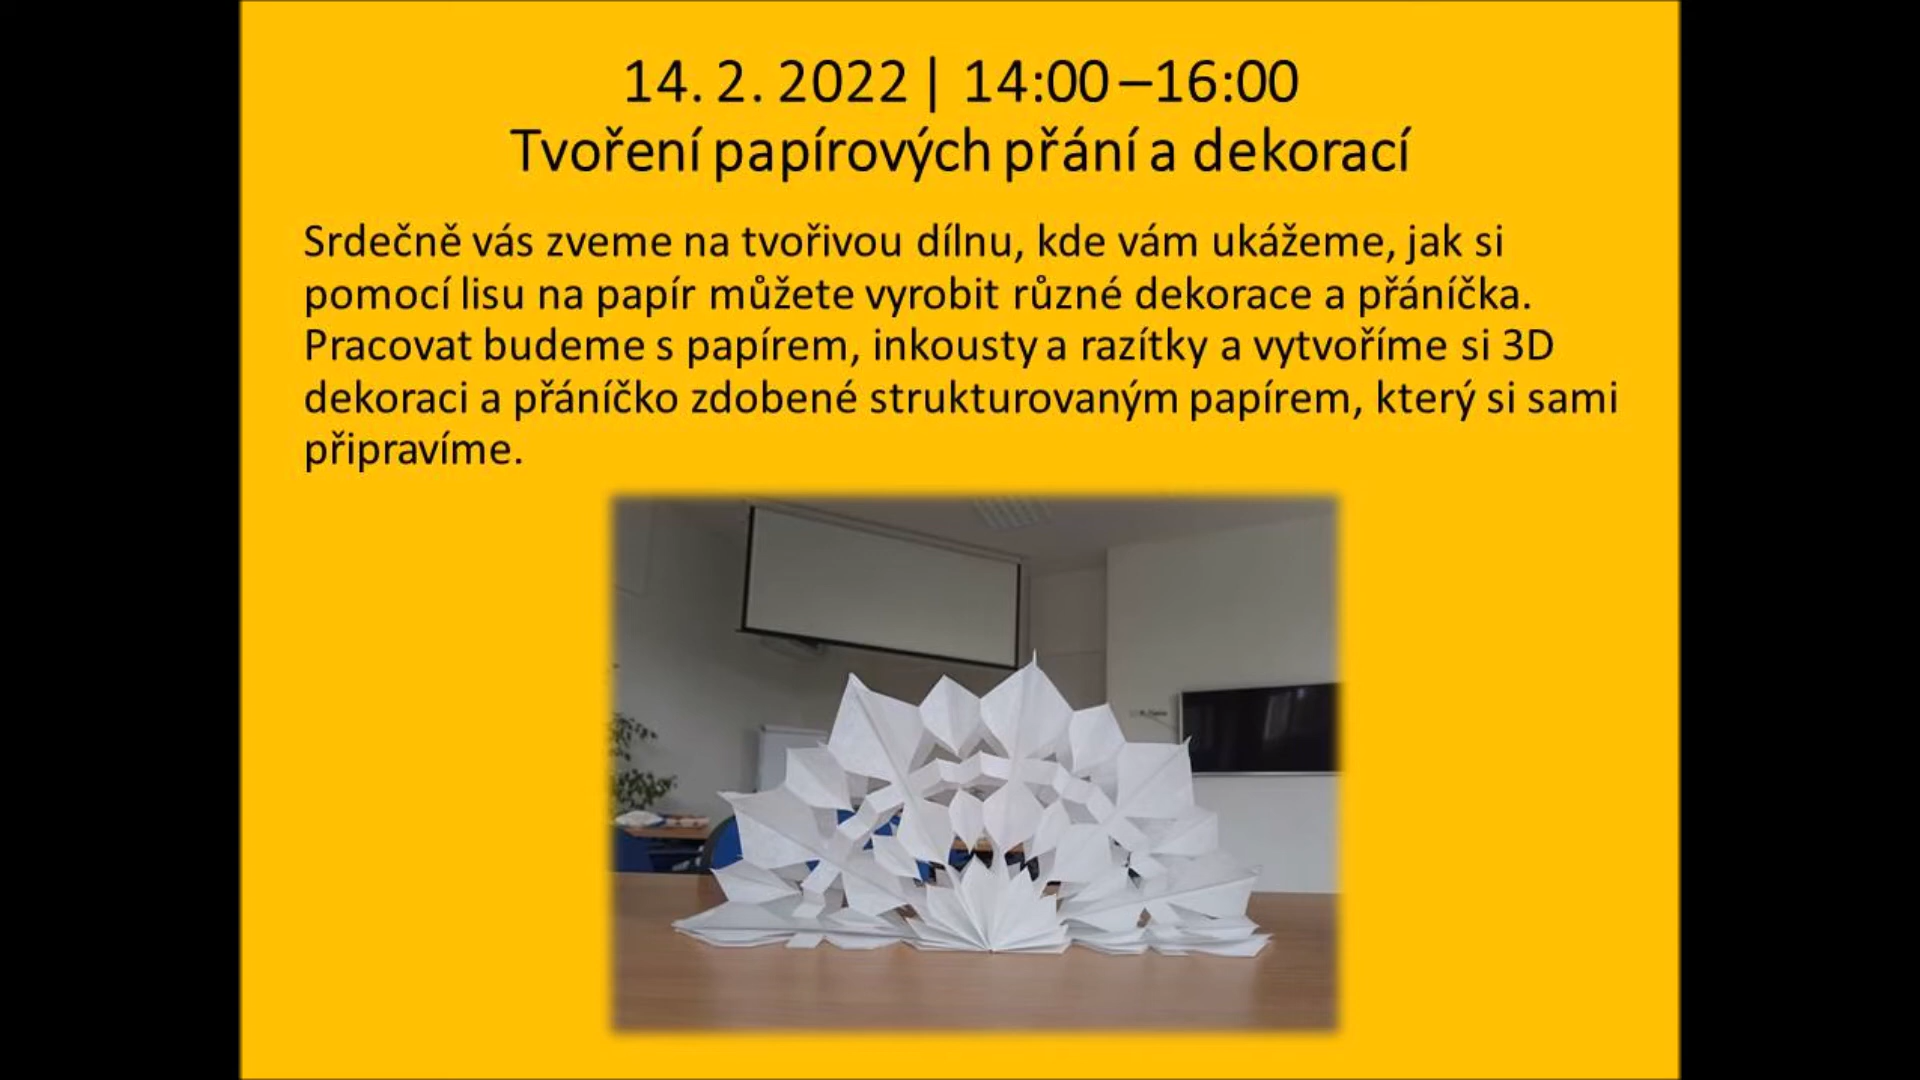 14. 2. 2022 | 14:00 –16:00
Tvoření papírových přání a dekorací
Srdečně vás zveme na tvořivou dílnu, kde vám ukážeme, jak si
pomocí lisu na papír můžete vyrobit různé dekorace a přáníčka.
Pracovat budeme s papírem, inkousty a razítky a vytvoříme si 3D
dekoraci a přáníčko zdobené strukturovaným papírem, který si sami
připravíme.